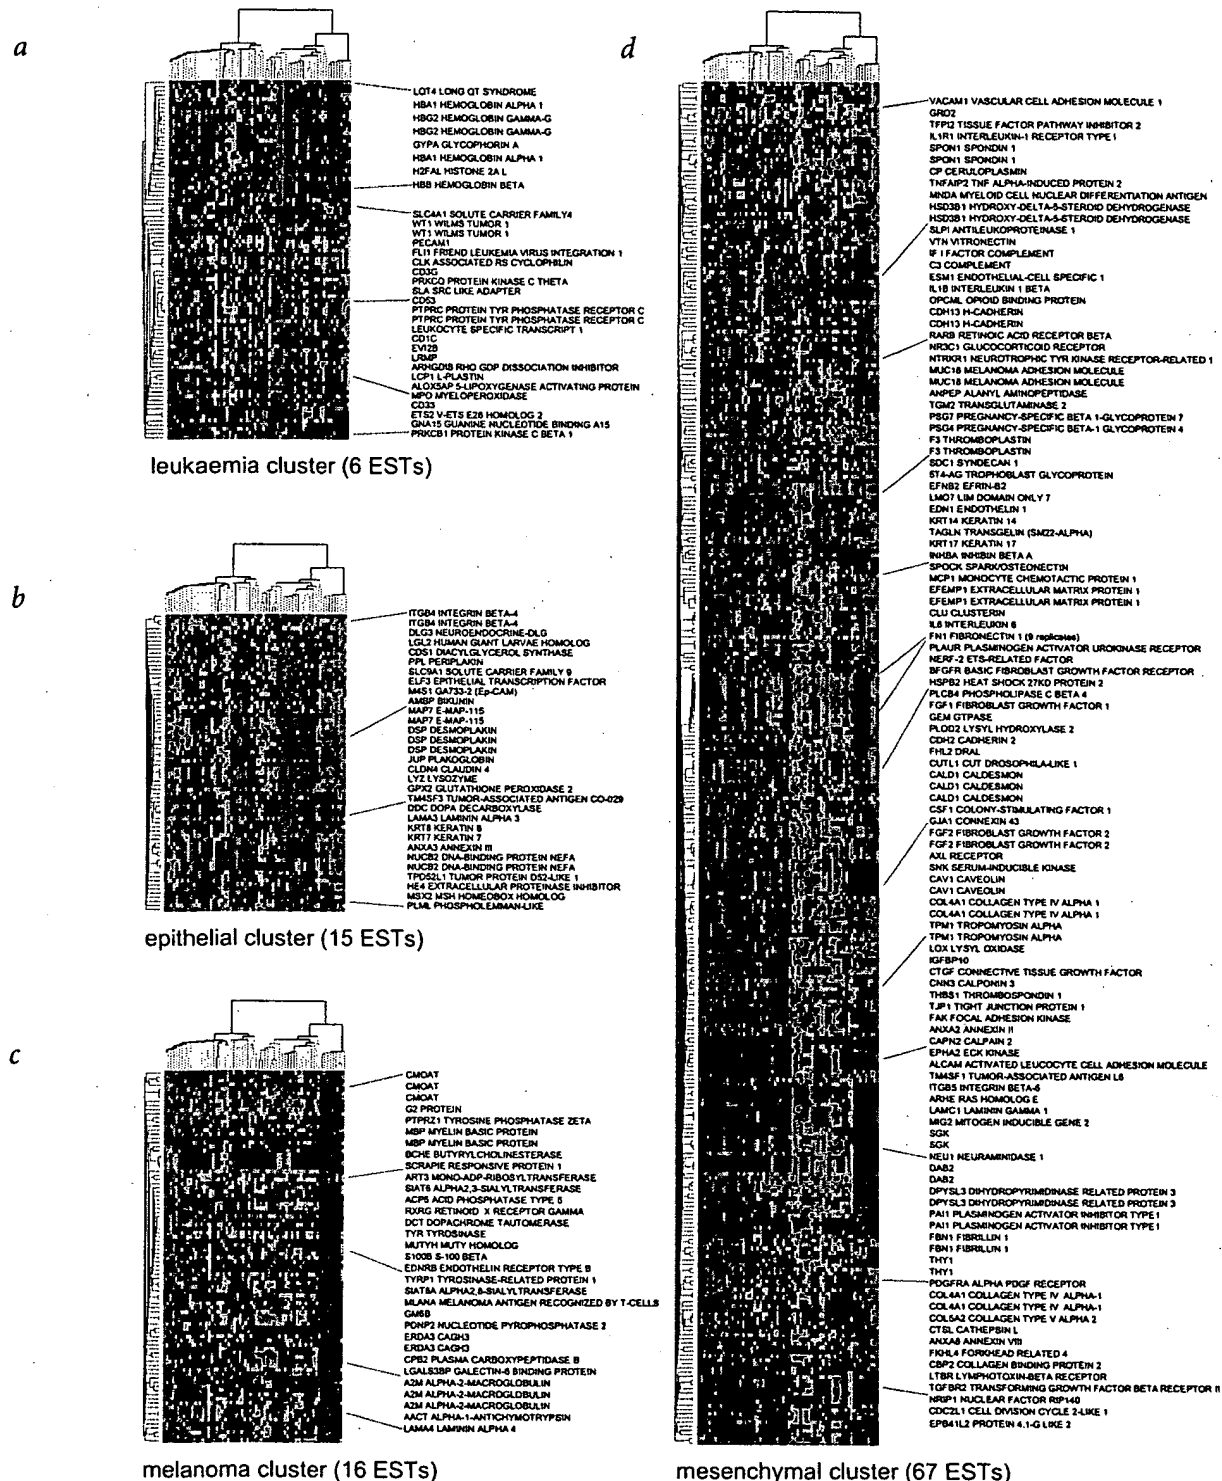 a
LQT4 LONG QT SYNDROME
HBA1 HEMOGLOBIN ALPHA 1
HBG2 HEMOGLOBIN GAMMA-G
HBG2 HEMOGLOBIN GAMMA-G
GYPA GLYCOPHORIN A
HBA1 HEMOGLOBIN ALPHA 1
H2FAL HISTONE 2A L
HBB HEMOGLOBIN BETA
SLC4A1 SOLUTE CARRIER FAMILY4
WT1 WILMS TUMOR 1
WT1 WILMS TUMOR 1
PECAM1
FLI1 FRIEND LEUKEMIA VIRUS INTEGRATION 1
CLK ASSOCIATED RS CYCLOPHILIN
CD3G
PRKCQ PROTEIN KINASE C THETA
SLA SRC LIKE ADAPTER
CD53
PTPRC PROTEIN TYR PHOSPHATASE RECEPTOR C
PTPRC PROTEIN TYR PHOSPHATASE RECEPTOR C
LEUKOCYTE SPECIFIC TRANSCRIPT 1
CD1C
EVI2B
LRMP
ARHGDIB RHO GDP DISSOCIATION INHIBITOR
LCP1 L-PLASTIN
ALOX5AP 5-LIPOXYGENASE ACTIVATING PROTEIN
MPO MYELOPEROXIDASE
CD33
ETS2 V-ETS E26 HOMOLOG 2
GNA15 GUANINE NUCLEOTIDE BINDING A15
PRKCB1 PROTEIN KINASE C BETA 1
leukaemia cluster (6 ESTs)
b
ITGB4 INTEGRIN BETA-4
ITGB4 INTEGRIN BETA-4
DLG3 NEUROENDOCRINE-DLG
LGL2 HUMAN GIANT LARVAE HOMOLOG
CDS1 DIACYLGLYCEROL SYNTHASE
PPL PERIPLAKIN
SLC9A1 SOLUTE CARRIER FAMILY 9
ELF3 EPITHELIAL TRANSCRIPTION FACTOR
M4S1 GA733-2 (Ep-CAM)
AMBP BIKUNIN
MAP7 E-MAP-115
MAP7 E-MAP-115
DSP DESMOPLAKIN
DSP DESMOPLAKIN
DSP DESMOPLAKIN
JUP PLAKOGLOBIN
CLDN4 CLAUDIN 4
LYZ LYSOZYME
GPX2 GLUTATHIONE PEROXIDASE 2
TM4SF3 TUMOR-ASSOCIATED ANTIGEN CO-029
DDC DOPA DECARBOXYLASE
LAMA3 LAMININ ALPHA 3
KRT8 KERATIN 8
KRT7 KERATIN 7
ANXA3 ANNEXIN III
NUCB2 DNA-BINDING PROTEIN NEFA
NUCB2 DNA-BINDING PROTEIN NEFA
TPD52L1 TUMOR PROTEIN D52-LIKE 1
HE4 EXTRACELLULAR PROTEINASE INHIBITOR
MSX2 MSH HOMEOBOX HOMOLOG
PLML PHOSPHOLEMMAN-LIKE
epithelial cluster (15 ESTs)
c
CMOAT
CMOAT
CMOAT
G2 PROTEIN
PTPRZ1 TYROSINE PHOSPHATASE ZETA
MBP MYELIN BASIC PROTEIN
MBP MYELIN BASIC PROTEIN
BCHE BUTYRYLCHOLINESTERASE
SCRAPIE RESPONSIVE PROTEIN 1
ART3 MONO-ADP-RIBOSYLTRANSFERASE
SIAT6 ALPHA2,3-SIALYLTRANSFERASE
ACP5 ACID PHOSPHATASE TYPE 5
RXRG RETINOID X RECEPTOR GAMMA
DCT DOPACHROME TAUTOMERASE
TYR TYROSINASE
MUTYH MUTY HOMOLOG
S100B S-100 BETA
EDNRB ENDOTHELIN RECEPTOR TYPE B
TYRP1 TYROSINASE-RELATED PROTEIN 1
SIAT8A ALPHA2,8-SIALYLTRANSFERASE
MLANA MELANOMA ANTIGEN RECOGNIZED BY T-CELLS
GM6B
PDNP2 NUCLEOTIDE PYROPHOSPHATASE 2
ERDA3 CAGH3
ERDA3 CAGH3
CPB2 PLASMA CARBOXYPEPTIDASE B
LGALS3BP GALECTIN-6 BINDING PROTEIN
A2M ALPHA-2-MACROGLOBULIN
A2M ALPHA-2-MACROGLOBULIN
A2M ALPHA-2-MACROGLOBULIN
AACT ALPHA-1-ANTICHYMOTRYPSIN
LAMA4 LAMININ ALPHA 4
melanoma cluster (16 ESTs)
d
VACAM1 VASCULAR CELL ADHESION MOLECULE 1
GRO2
TFPI2 TISSUE FACTOR PATHWAY INHIBITOR 2
IL1R1 INTERLEUKIN-1 RECEPTOR TYPE I
SPON1 SPONDIN 1
SPON1 SPONDIN 1
CP CERULOPLASMIN
TNFAIP2 TNF ALPHA-INDUCED PROTEIN 2
MNDA MYELOID CELL NUCLEAR DIFFERENTIATION ANTIGEN
HSD3B1 HYDROXY-DELTA-5-STEROID DEHYDROGENASE
HSD3B1 HYDROXY-DELTA-5-STEROID DEHYDROGENASE
SLPI ANTILEUKOPROTEINASE 1
VTN VITRONECTIN
IF I FACTOR COMPLEMENT
C3 COMPLEMENT
ESM1 ENDOTHELIAL-CELL SPECIFIC 1
IL1B INTERLEUKIN 1 BETA
OPCML OPIOID BINDING PROTEIN
CDH13 H-CADHERIN
CDH13 H-CADHERIN
RARB RETINOIC ACID RECEPTOR BETA
NR3C1 GLUCOCORTICOID RECEPTOR
NTRKR1 NEUROTROPHIC TYR KINASE RECEPTOR-RELATED 1
MUC18 MELANOMA ADHESION MOLECULE
MUC18 MELANOMA ADHESION MOLECULE
ANPEP ALANYL AMINOPEPTIDASE
TGM2 TRANSGLUTAMINASE 2
PSG7 PREGNANCY-SPECIFIC BETA 1-GLYCOPROTEIN 7
PSG4 PREGNANCY-SPECIFIC BETA-1 GLYCOPROTEIN 4
F3 THROMBOPLASTIN
F3 THROMBOPLASTIN
SDC1 SYNDECAN 1
5T4-AG TROPHOBLAST GLYCOPROTEIN
EFNB2 EFRIN-B2
LMO7 LIM DOMAIN ONLY 7
EDN1 ENDOTHELIN 1
KRT14 KERATIN 14
TAGLN TRANSGELIN (SM22-ALPHA)
KRT17 KERATIN 17
INHBA INHIBIN BETA A
SPOCK SPARK/OSTEONECTIN
MCP1 MONOCYTE CHEMOTACTIC PROTEIN 1
EFEMP1 EXTRACELLULAR MATRIX PROTEIN 1
EFEMP1 EXTRACELLULAR MATRIX PROTEIN 1
CLU CLUSTERIN
IL6 INTERLEUKIN 6
FN1 FIBRONECTIN 1 (9 replicates)
PLAUR PLASMINOGEN ACTIVATOR UROKINASE RECEPTOR
NERF-2 ETS-RELATED FACTOR
BFGFR BASIC FIBROBLAST GROWTH FACTOR RECEPTOR
HSPB2 HEAT SHOCK 27KD PROTEIN 2
PLCB4 PHOSPHOLIPASE C BETA 4
FGF1 FIBROBLAST GROWTH FACTOR 1
GEM GTPASE
PLOD2 LYSYL HYDROXYLASE 2
CDH2 CADHERIN 2
FHL2 DRAL
CUTL1 CUT DROSOPHILA-LIKE 1
CALD1 CALDESMON
CALD1 CALDESMON
CALD1 CALDESMON
CSF1 COLONY-STIMULATING FACTOR 1
GJA1 CONNEXIN 43
FGF2 FIBROBLAST GROWTH FACTOR 2
FGF2 FIBROBLAST GROWTH FACTOR 2
AXL RECEPTOR
SNK SERUM-INDUCIBLE KINASE
CAV1 CAVEOLIN
CAV1 CAVEOLIN
COL4A1 COLLAGEN TYPE IV ALPHA 1
COL4A1 COLLAGEN TYPE IV ALPHA 1
TPM1 TROPOMYOSIN ALPHA
TPM1 TROPOMYOSIN ALPHA
LOX LYSYL OXIDASE
IGFBP10
CTGF CONNECTIVE TISSUE GROWTH FACTOR
CNN3 CALPONIN 3
THBS1 THROMBOSPONDIN 1
TJP1 TIGHT JUNCTION PROTEIN 1
FAK FOCAL ADHESION KINASE
ANXA2 ANNEXIN II
CAPN2 CALPAIN 2
EPHA2 ECK KINASE
ALCAM ACTIVATED LEUCOCYTE CELL ADHESION MOLECULE
TM4SF1 TUMOR-ASSOCIATED ANTIGEN L6
ITGB5 INTEGRIN BETA-5
ARHE RAS HOMOLOG E
LAMC1 LAMININ GAMMA 1
MIG2 MITOGEN INDUCIBLE GENE 2
SGK
SGK
NEU1 NEURAMINIDASE 1
DAB2
DAB2
DPYSL3 DIHYDROPYRIMIDINASE RELATED PROTEIN 3
DPYSL3 DIHYDROPYRIMIDINASE RELATED PROTEIN 3
PAI1 PLASMINOGEN ACTIVATOR INHIBITOR TYPE I
PAI1 PLASMINOGEN ACTIVATOR INHIBITOR TYPE I
FBN1 FIBRILLIN 1
FBN1 FIBRILLIN 1
THY1
THY1
PDGFRA ALPHA PDGF RECEPTOR
COL4A1 COLLAGEN TYPE IV ALPHA-1
COL4A1 COLLAGEN TYPE IV ALPHA-1
COL5A2 COLLAGEN TYPE V ALPHA 2
CTSL CATHEPSIN L
ANXA8 ANNEXIN VIII
FKHL4 FORKHEAD RELATED 4
CBP2 COLLAGEN BINDING PROTEIN 2
LTBR LYMPHOTOXIN-BETA RECEPTOR
TGFBR2 TRANSFORMING GROWTH FACTOR BETA RECEPTOR II
NRIP1 NUCLEAR FACTOR RIP140
CDC2L1 CELL DIVISION CYCLE 2-LIKE 1
EPB41L2 PROTEIN 4.1-G LIKE 2
mesenchymal cluster (67 ESTs)